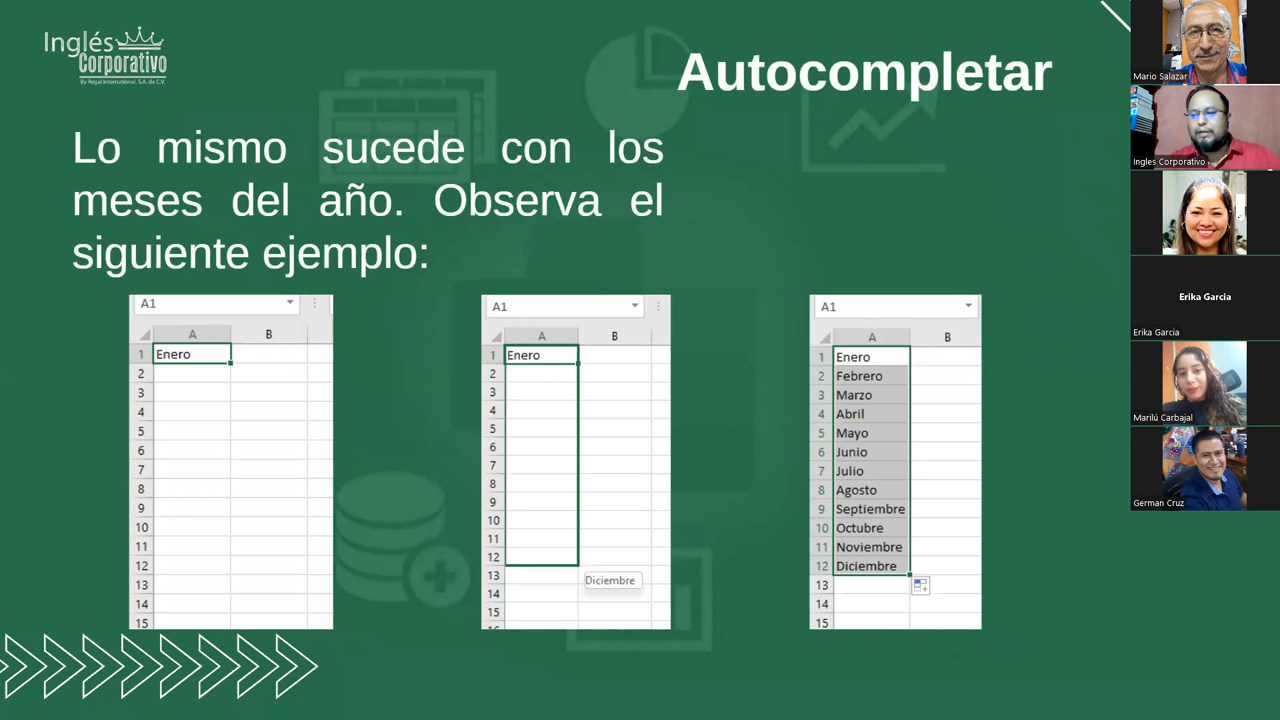 Inglés
Corporativo
By Regal International, S.A. de C.V.
Autocompletar
Lo mismo sucede con los
meses del año. Observa el
siguiente ejemplo:
A1
A B
1 Enero
2
3
4
5
6
7
8
9
10
11
12
13
14
15
A1
A B
1 Enero
2
3
4
5
6
7
8
9
10
11
12
13 Diciembre
14
15
A1
A B
1 Enero
2 Febrero
3 Marzo
4 Abril
5 Mayo
6 Junio
7 Julio
8 Agosto
9 Septiembre
10 Octubre
11 Noviembre
12 Diciembre
13
14
15
Mario Salazar
Ingles Corporativo
Erika Garcia
Erika Garcia
Marilú Carbajal
German Cruz